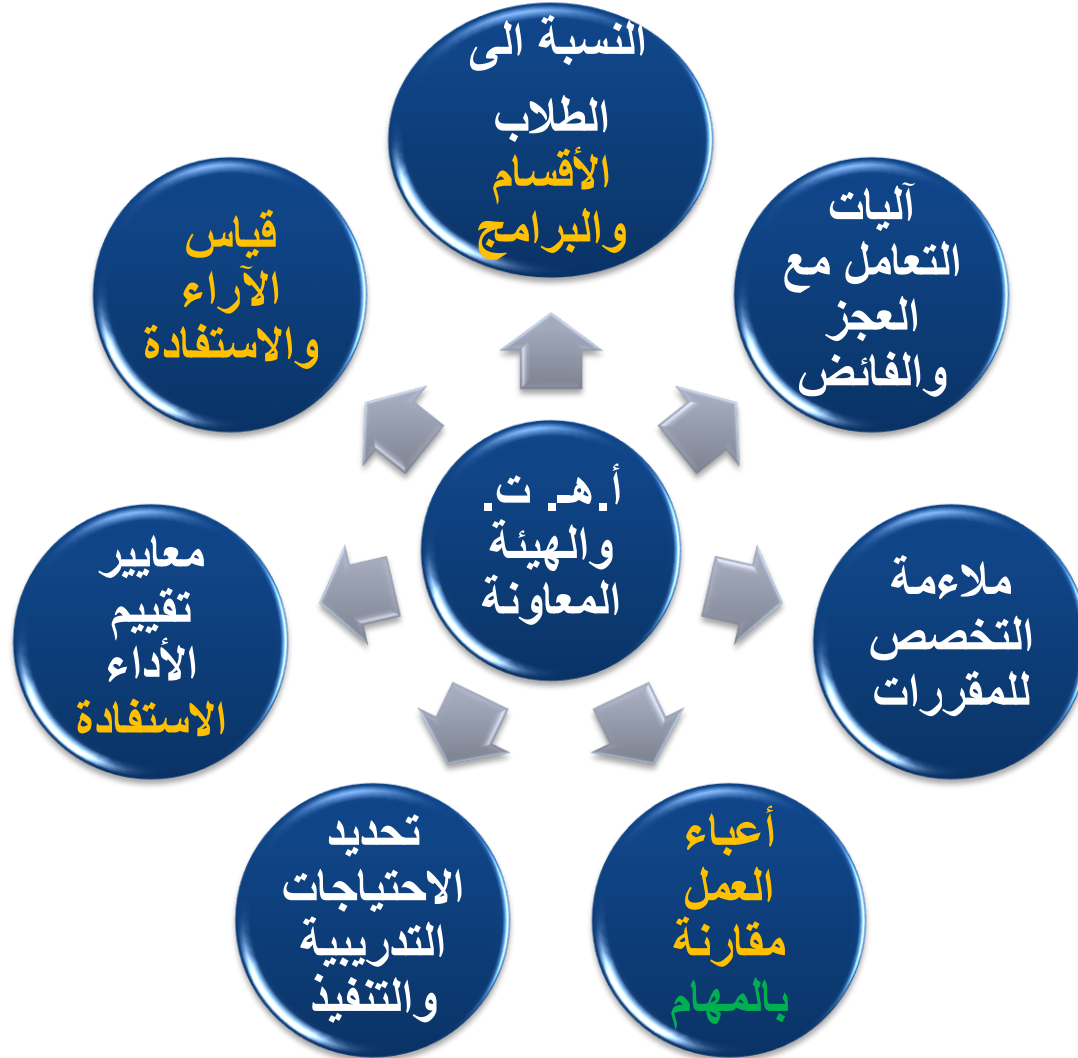 النسبة الى
الطلاب
الأقسام
والبرامج
آليات
التعامل مع
العجز
والفائض
ملاءمة
التخصص
للمقررات
أعباء
العمل
مقارنة
بالمهام
تحديد
الاحتياجات
التدريبية
والتنفيذ
معايير
تقييم
الأداء
الاستفادة
قياس
الآراء
والاستفادة
أ.هـ. ت.
والهيئة
المعاونة